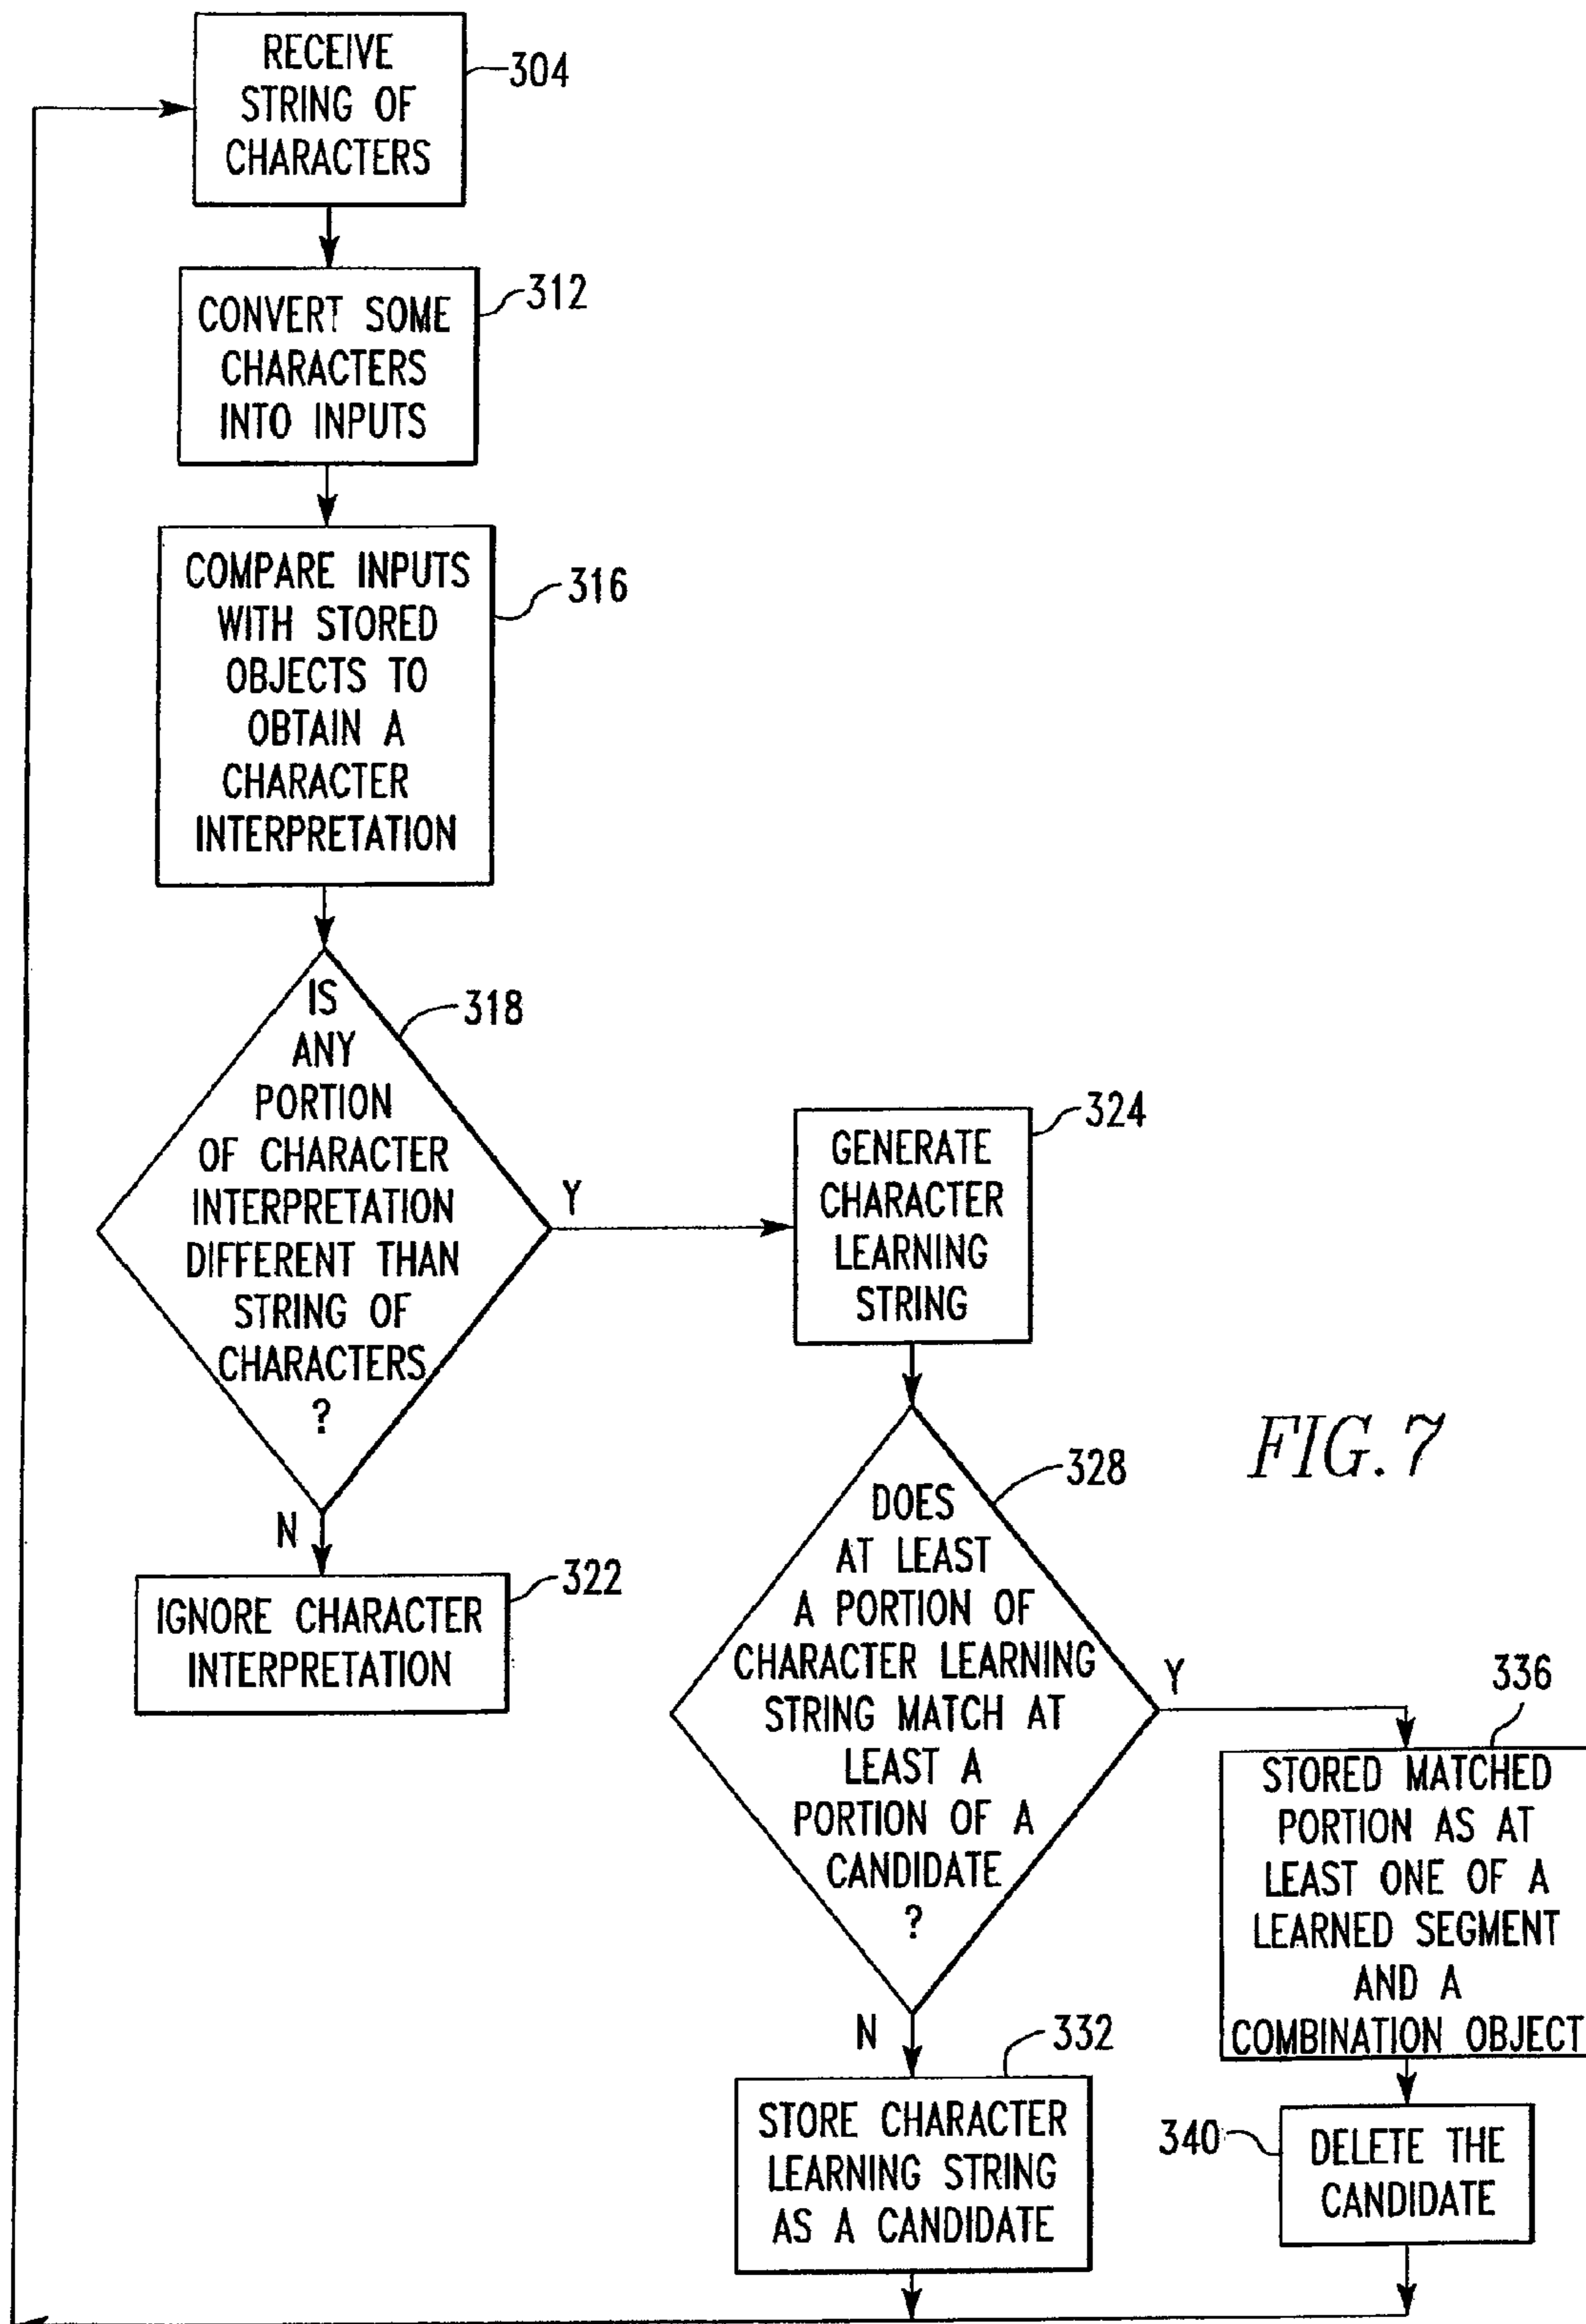 RECEIVE
STRING OF
CHARACTERS
304
CONVERT SOME
CHARACTERS
INTO INPUTS
312
COMPARE INPUTS
WITH STORED
OBJECTS TO
OBTAIN A
CHARACTER
INTERPRETATION
316
IS
ANY
PORTION
OF CHARACTER
INTERPRETATION
DIFFERENT THAN
STRING OF
CHARACTERS
?
318
Y
N
IGNORE CHARACTER
INTERPRETATION
322
GENERATE
CHARACTER
LEARNING
STRING
324
DOES
AT LEAST
A PORTION OF
CHARACTER LEARNING
STRING MATCH AT
LEAST A
PORTION OF A
CANDIDATE
?
328
Y
N
STORE CHARACTER
LEARNING STRING
AS A CANDIDATE
332
STORED MATCHED
PORTION AS AT
LEAST ONE OF A
LEARNED SEGMENT
AND A
COMBINATION OBJECT
336
DELETE THE
CANDIDATE
340
FIG. 7